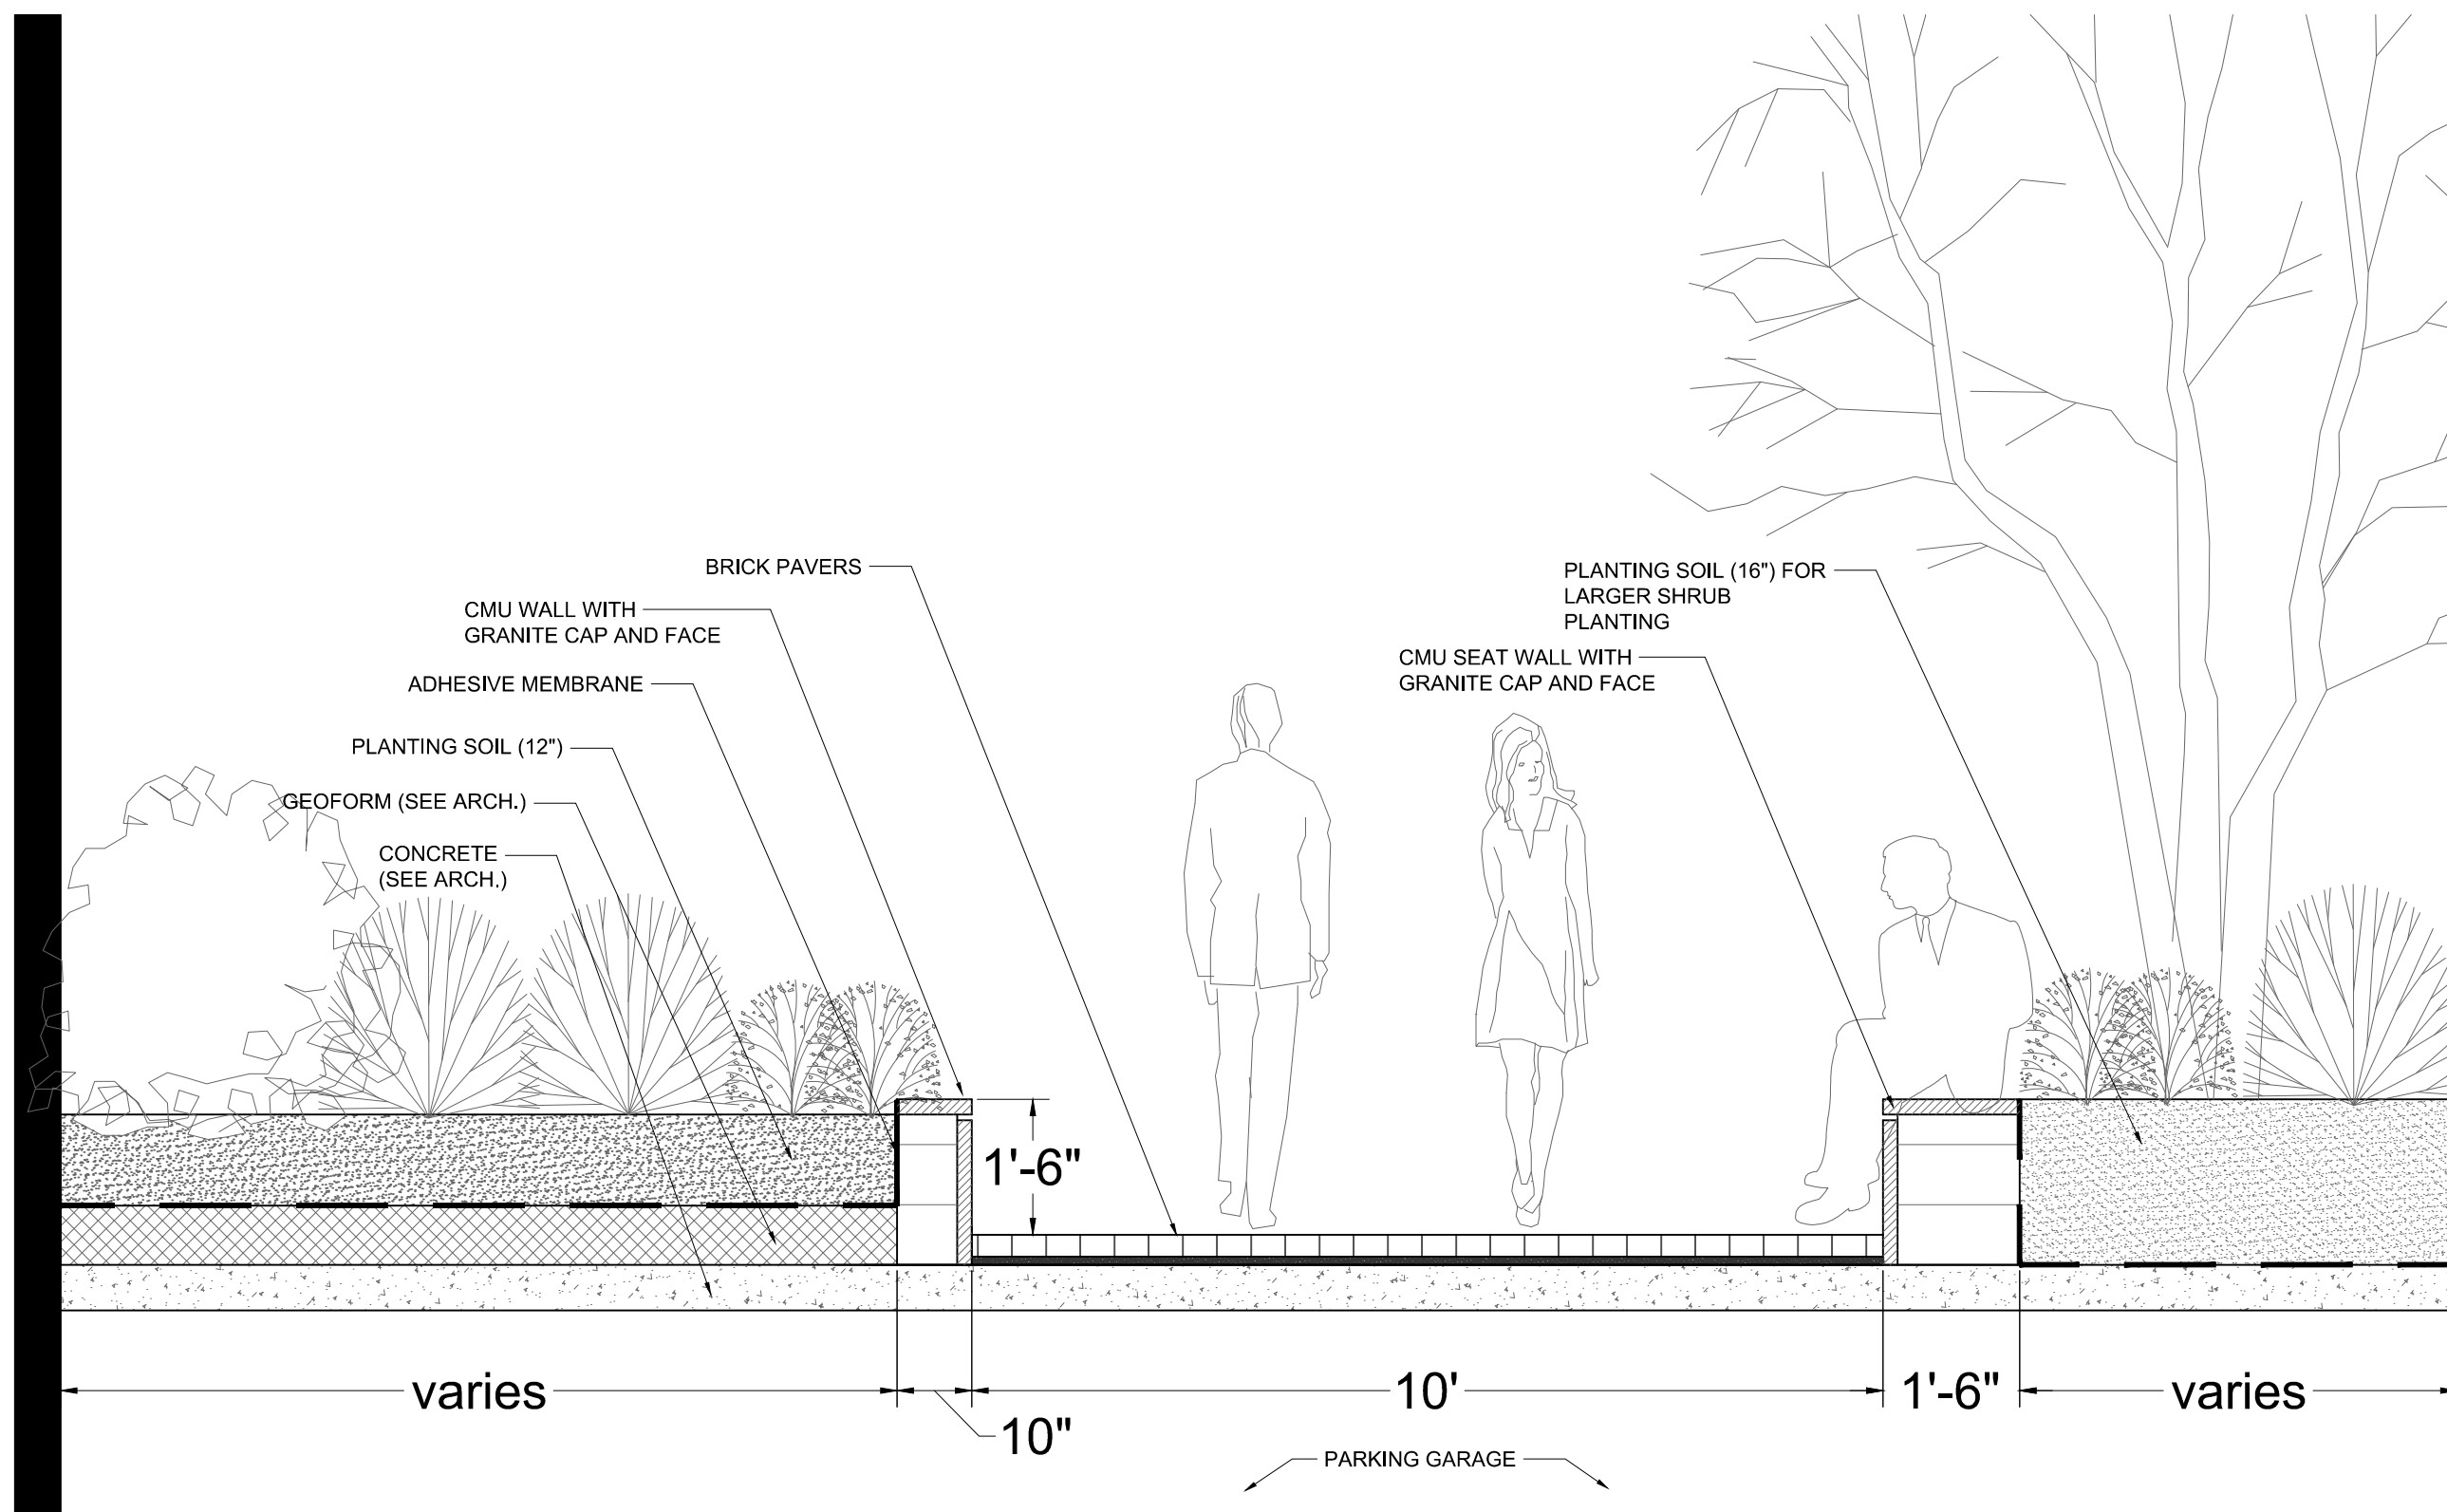 BRICK PAVERS
CMU WALL WITH
GRANITE CAP AND FACE
ADHESIVE MEMBRANE
PLANTING SOIL (12")
GEOFORM (SEE ARCH.)
CONCRETE
(SEE ARCH.)
PLANTING SOIL (16") FOR
LARGER SHRUB
PLANTING
CMU SEAT WALL WITH
GRANITE CAP AND FACE
1'-6"
varies
10"
10'
1'-6"
varies
PARKING GARAGE